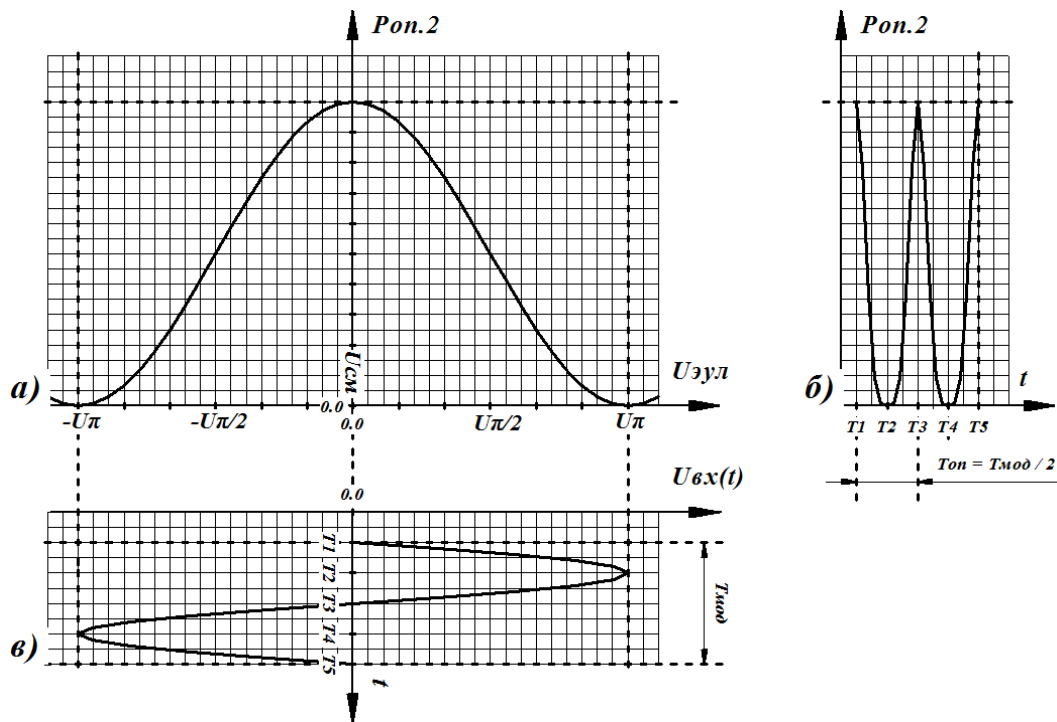 Pоп.2
Pоп.2
а)
Uсм
Uэул
0.0
-Uπ
-Uπ/2
0.0
Uπ/2
Uπ
б)
t
T1 T2 T3 T4 T5
Tоп = Tмод / 2
0.0
Uвх(t)
T1 T2 T3 T4 T5
Tмод
в)
t